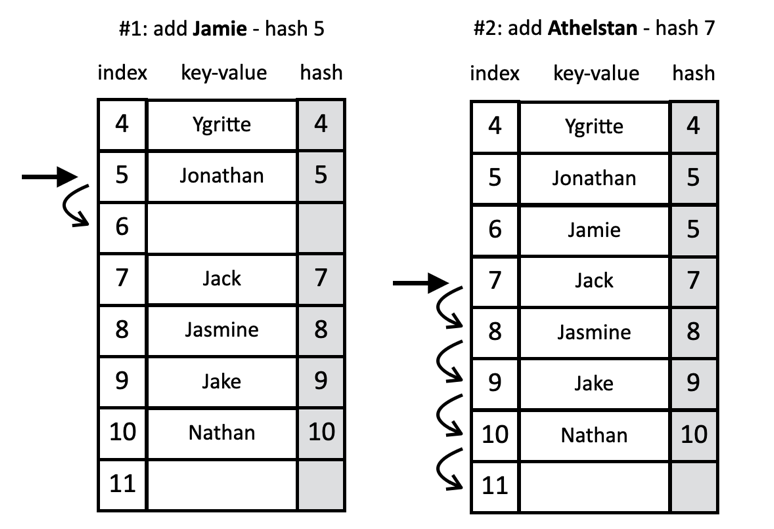 #1: add Jamie - hash 5
index key-value hash
4 Ygritte 4
5 Jonathan 5
6
7 Jack 7
8 Jasmine 8
9 Jake 9
10 Nathan 10
11
#2: add Athelstan - hash 7
index key-value hash
4 Ygritte 4
5 Jonathan 5
6 Jamie 5
7 Jack 7
8 Jasmine 8
9 Jake 9
10 Nathan 10
11